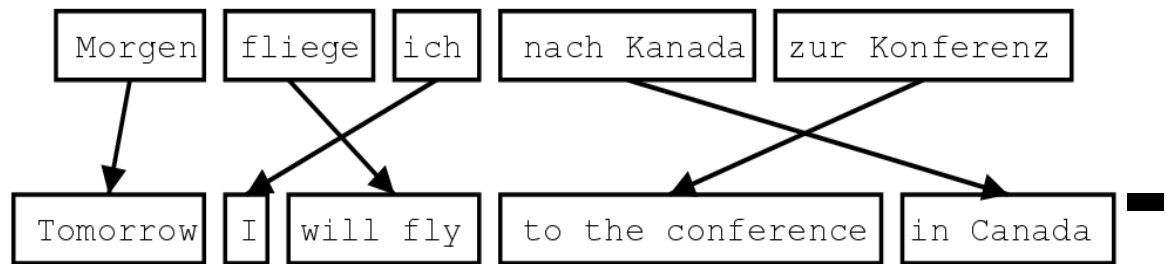 Morgen fliege ich nach Kanada zur Konferenz
Tomorrow I will fly to the conference in Canada